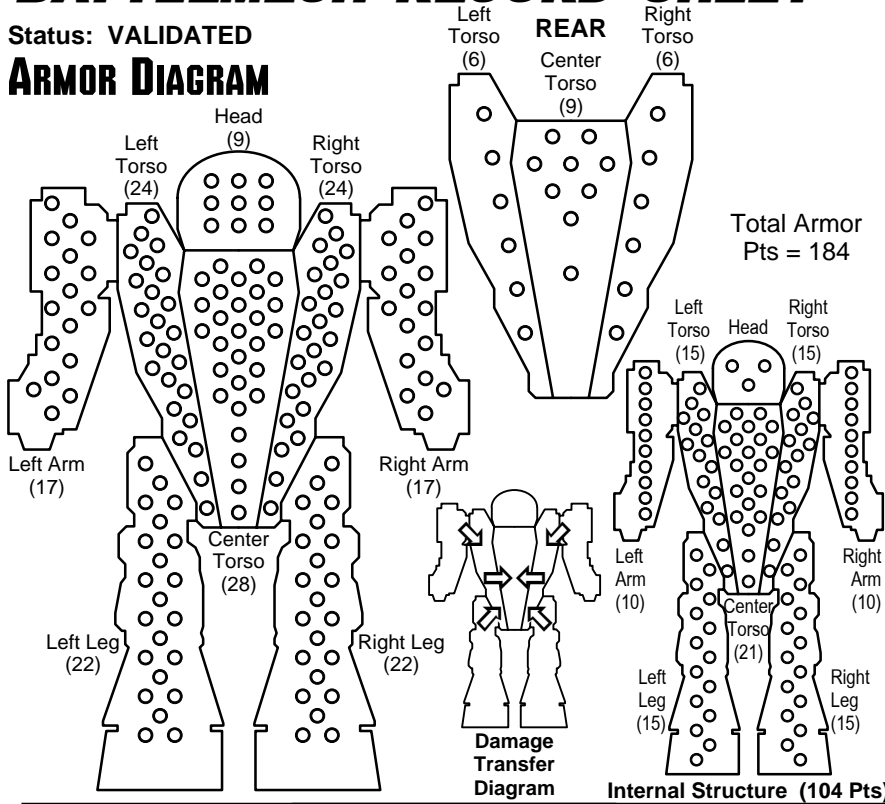 BATTLEMECH RECORD SHEET
Status: VALIDATED
ARMOR DIAGRAM
Head
(9)
Left
Torso
(24)
Right
Torso
(24)
Left Arm
(17)
Right Arm
(17)
Center
Torso
(28)
Left Leg
(22)
Right Leg
(22)
Left
Torso
(6)
REAR
Center
Torso
(9)
Right
Torso
(6)
Total Armor
Pts = 184
Left
Torso
(15)
Head
Right
Torso
(15)
Left
Arm
(10)
Right
Arm
(10)
Center
Torso
(21)
Left
Leg
(15)
Right
Leg
(15)
Damage
Transfer
Diagram
Internal Structure (104 Pts)